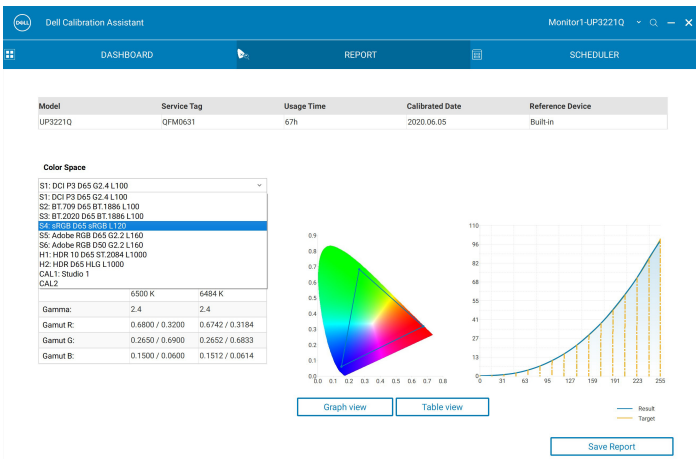 DELL Dell Calibration Assistant Monitor1-UP3221Q
DASHBOARD REPORT SCHEDULER
Model Service Tag Usage Time Calibrated Date Reference Device
UP3221Q QFM0631 67h 2020.06.05 Built-in
Color Space
S1: DCI P3 D65 G2.4 L100
S1: DCI P3 D65 G2.4 L100
S2: BT.709 D65 BT.1886 L100
S3: BT.2020 D65 BT.1886 L100
S4: sRGB D65 sRGB L120
S5: Adobe RGB D65 G2.2 L160
S6: Adobe RGB D50 G2.2 L160
H1: HDR 10 D65 ST.2084 L1000
H2: HDR D65 HLG L1000
CAL1: Studio 1
CAL2
6500 K 6484 K
Gamma: 2.4 2.4
Gamut R: 0.6800 / 0.3200 0.6742 / 0.3184
Gamut G: 0.2650 / 0.6900 0.2652 / 0.6833
Gamut B: 0.1500 / 0.0600 0.1512 / 0.0614
0.9
0.8
0.7
0.6
0.5
0.4
0.3
0.2
0.1
0.0
0.0 0.1 0.2 0.3 0.4 0.5 0.6 0.7 0.8
110
96
82
68
55
41
27
13
0
0 31 63 95 127 159 191 223 255
Graph view Table view
Result
Target
Save Report